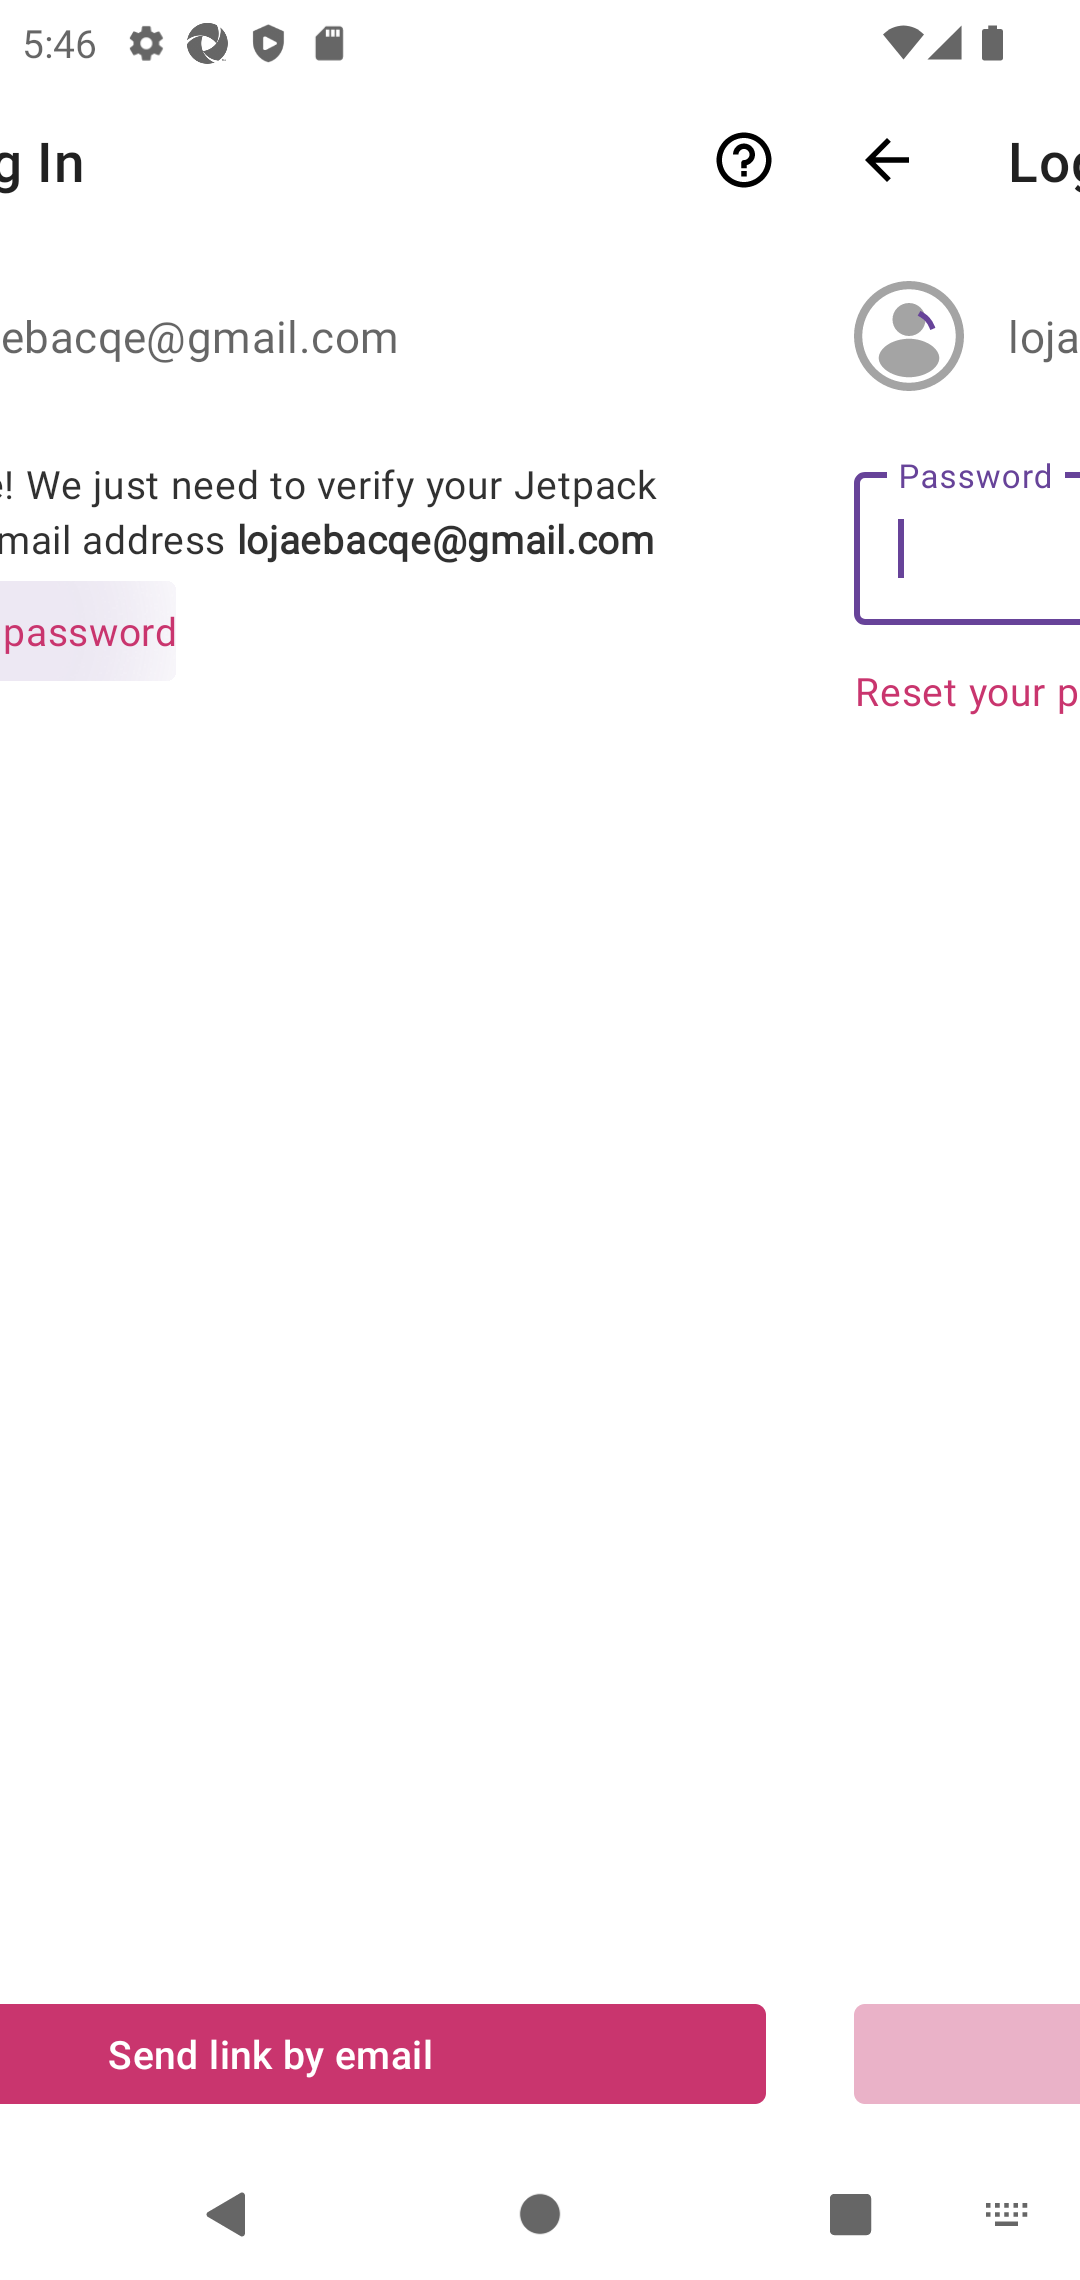 5:46
g In
Log
ebacqe@gmail.com
loja
e! We just need to verify your Jetpack
mail address lojaebacqe@gmail.com
password
Password
Reset your p
Send link by email